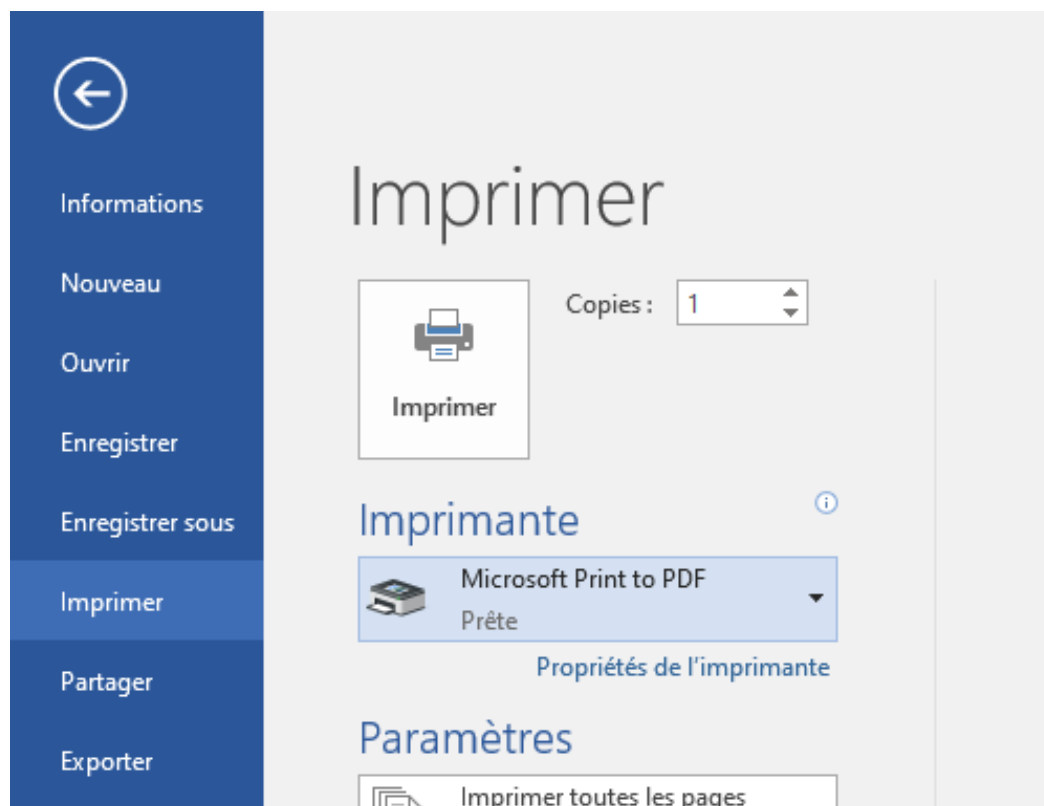 Informations
Nouveau
Ouvrir
Enregistrer
Enregistrer sous
Imprimer
Partager
Exporter
Imprimer
Copies : 1
Imprimer
Imprimante
Microsoft Print to PDF
Prête
Propriétés de l'imprimante
Paramètres
Imprimer toutes les pages